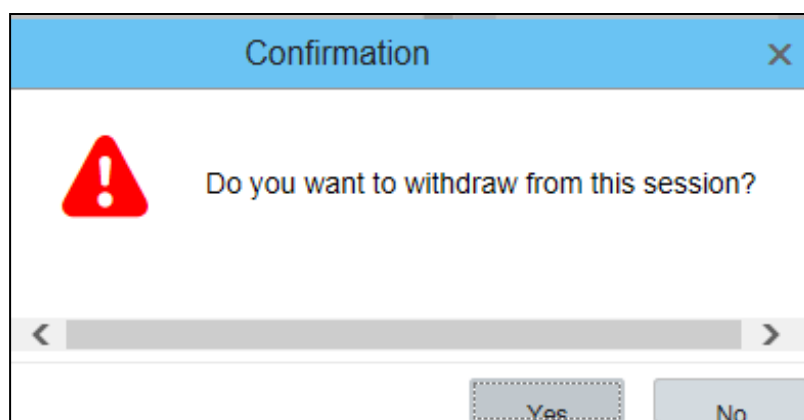 Confirmation
Do you want to withdraw from this session?
Yes
No